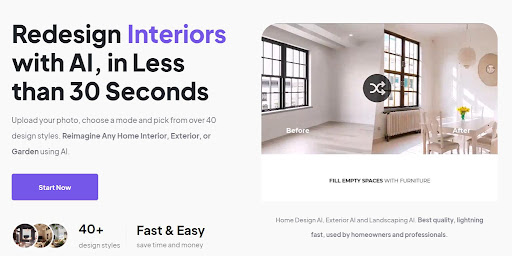 Redesign Interiors
with AI, in Less
than 30 Seconds
Upload your photo, choose a mode and pick from over 40
design styles. Reimagine Any Home Interior, Exterior, or
Garden using AI.
Start Now
40+
design styles
Fast & Easy
save time and money
Before
After
FILL EMPTY SPACES WITH FURNITURE
Home Design AI, Exterior AI and Landscaping AI. Best quality, lightning
fast, used by homeowners and professionals.